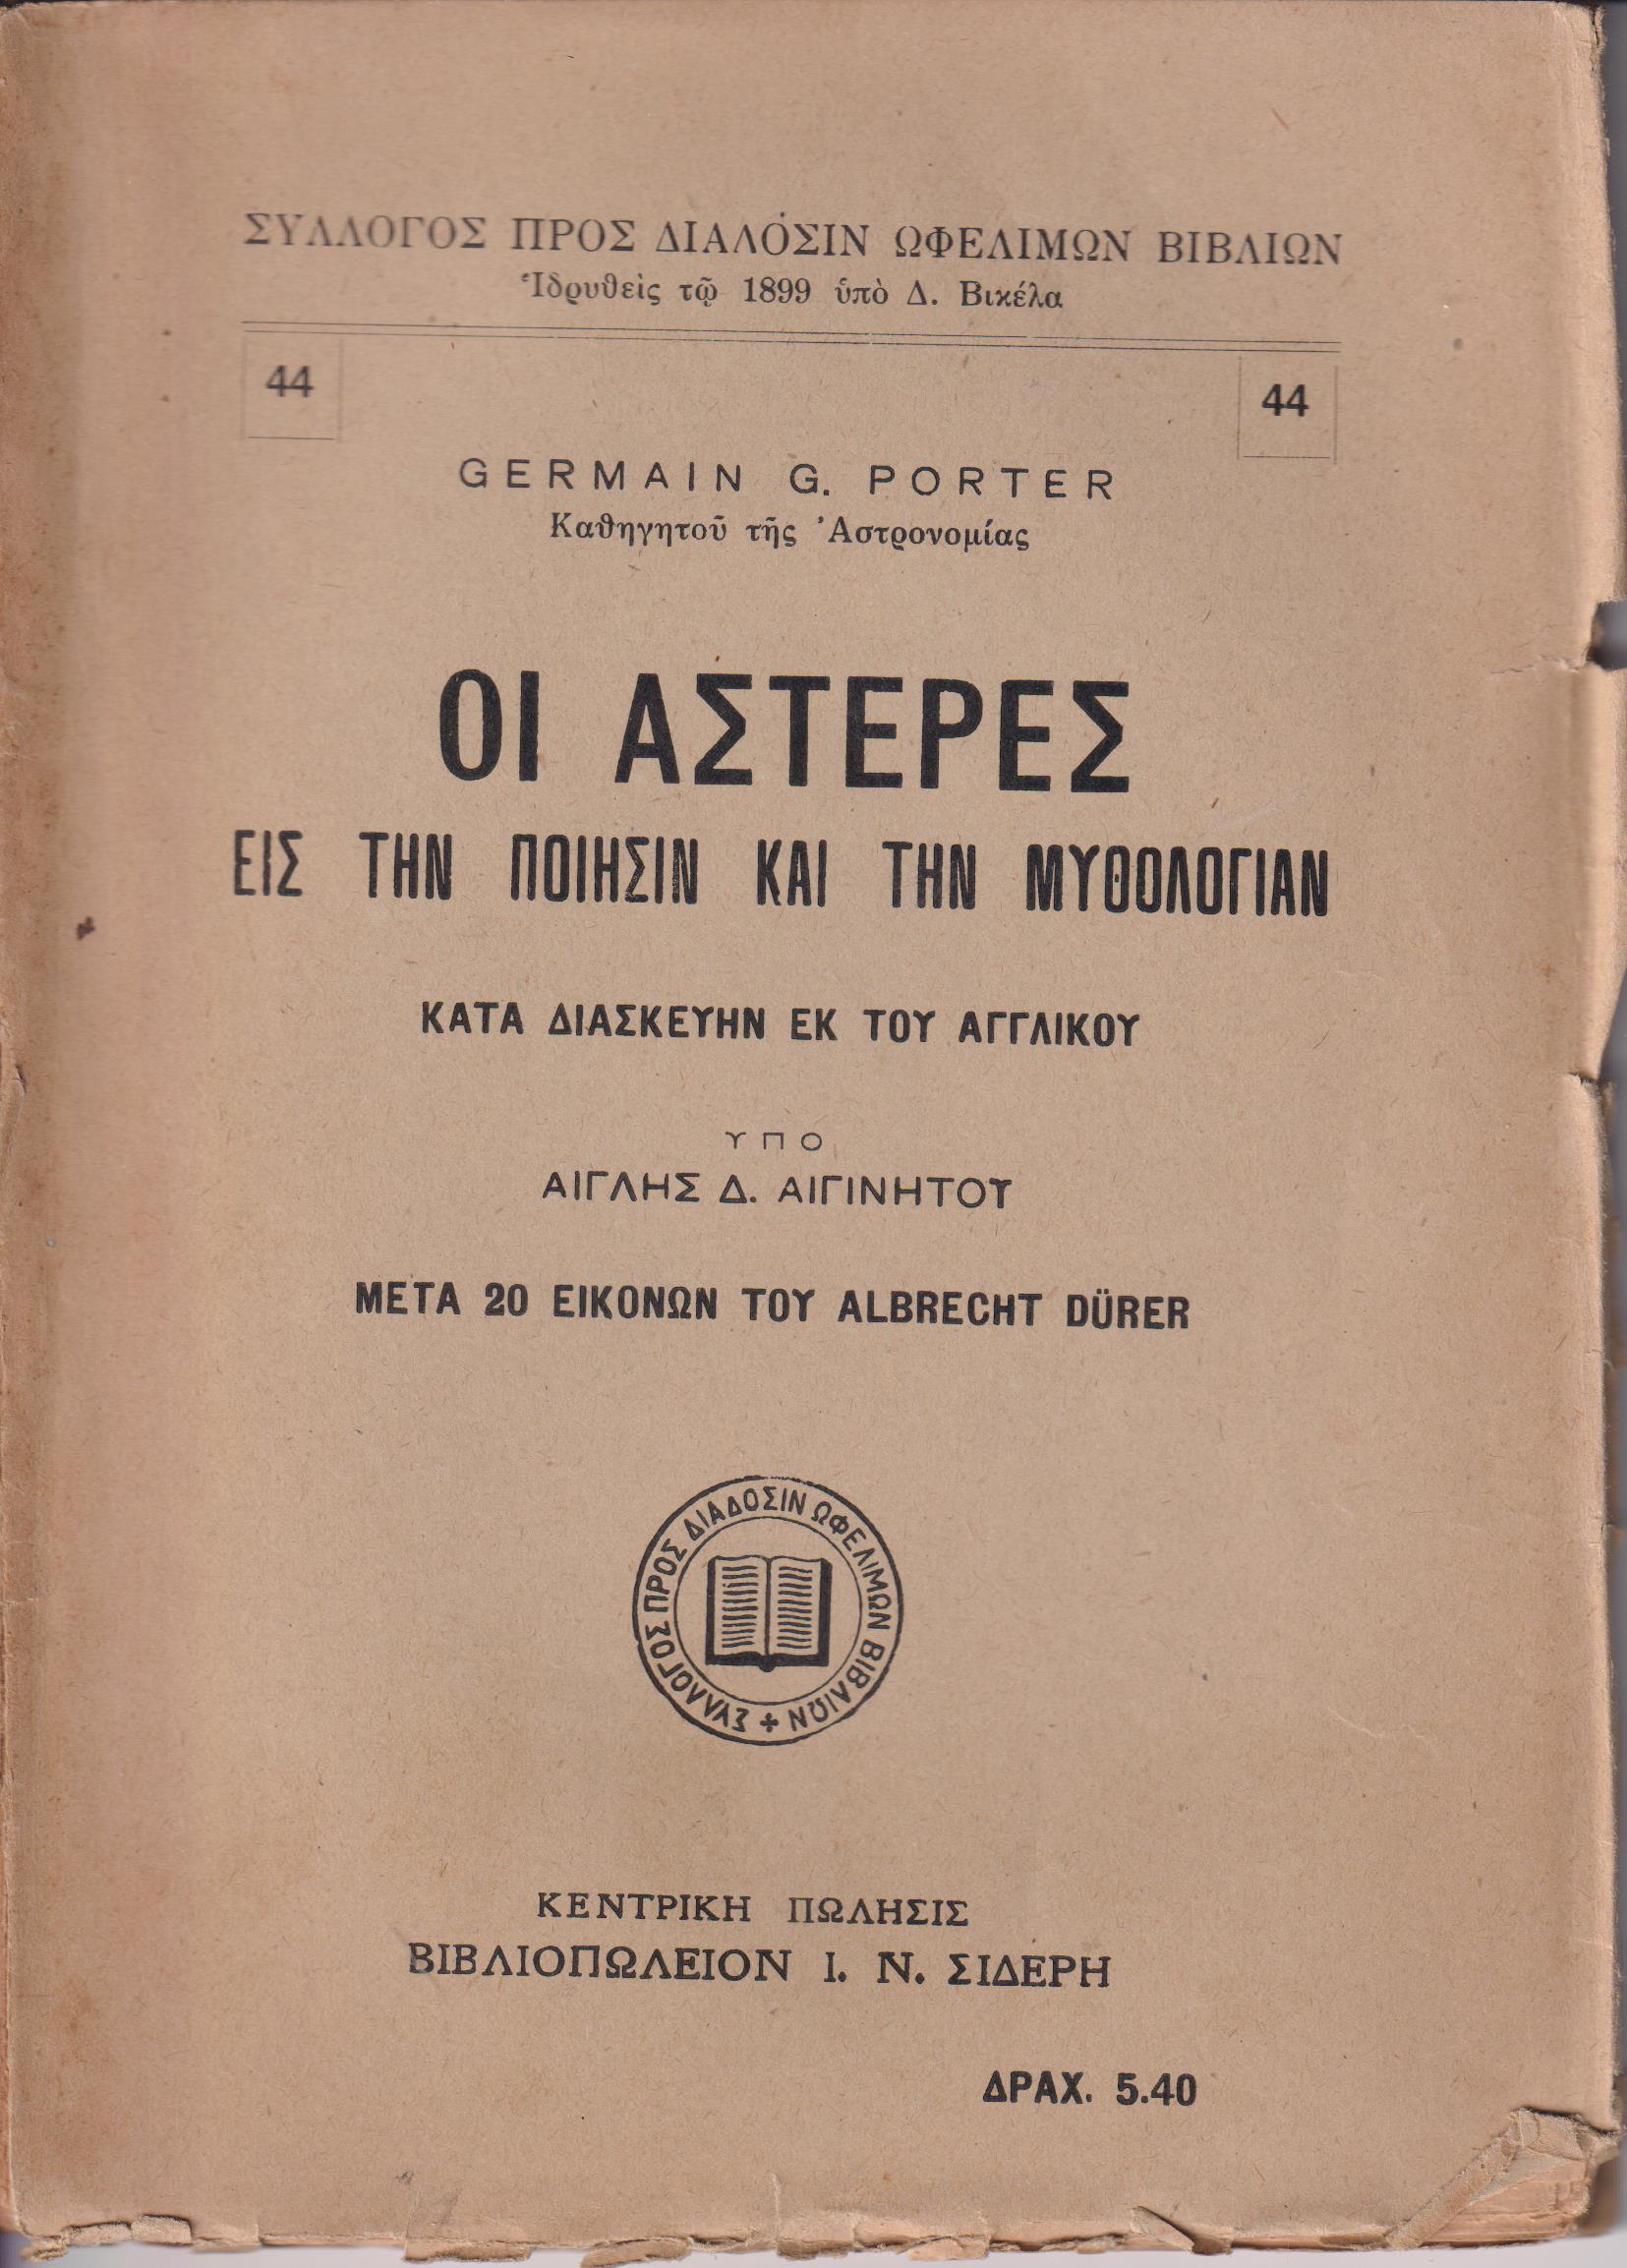 ΣΥΛΛΟΓΟΣ ΠΡΟΣ ΔΙΑΔΟΣΙΝ ΩΦΕΛΙΜΩΝ ΒΙΒΛΙΩΝ
Ἱδρυθεὶς τῷ 1899 ὑπὸ Δ. Βικέλα
44 44
GERMAIN G. PORTER
Καθηγητοῦ τῆς Ἀστρονομίας
ΟΙ ΑΣΤΕΡΕΣ
ΕΙΣ ΤΗΝ ΠΟΙΗΣΙΝ ΚΑΙ ΤΗΝ ΜΥΘΟΛΟΓΙΑΝ
ΚΑΤΑ ΔΙΑΣΚΕΥΗΝ ΕΚ ΤΟΥ ΑΓΓΛΙΚΟΥ
ΥΠΟ
ΑΙΓΛΗΣ Δ. ΑΙΓΙΝΗΤΟΥ
ΜΕΤΑ 20 ΕΙΚΟΝΩΝ ΤΟΥ ALBRECHT DÜRER
ΣΥΛΛΟΓΟΣ ΠΡΟΣ ΔΙΑΔΟΣΙΝ ΩΦΕΛΙΜΩΝ ΒΙΒΛΙΩΝ +
ΚΕΝΤΡΙΚΗ ΠΩΛΗΣΙΣ
ΒΙΒΛΙΟΠΩΛΕΙΟΝ Ι. Ν. ΣΙΔΕΡΗ
ΔΡΑΧ. 5.40